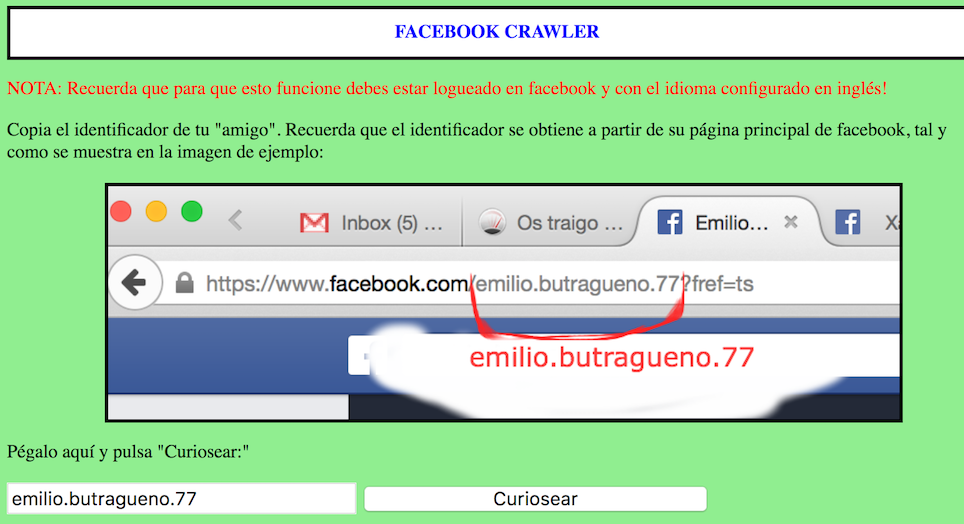 FACEBOOK CRAWLER
NOTA: Recuerda que para que esto funcione debes estar logueado en facebook y con el idioma configurado en inglés!
Copia el identificador de tu "amigo". Recuerda que el identificador se obtiene a partir de su página principal de facebook, tal y
como se muestra en la imagen de ejemplo:
Inbox (5) ... Os traigo ... Emilio... Xa
https://www.facebook.com/emilio.butragueno.77?fref=ts
emilio.butragueno.77
Pégalo aquí y pulsa "Curiosear:"
emilio.butragueno.77 Curiosear